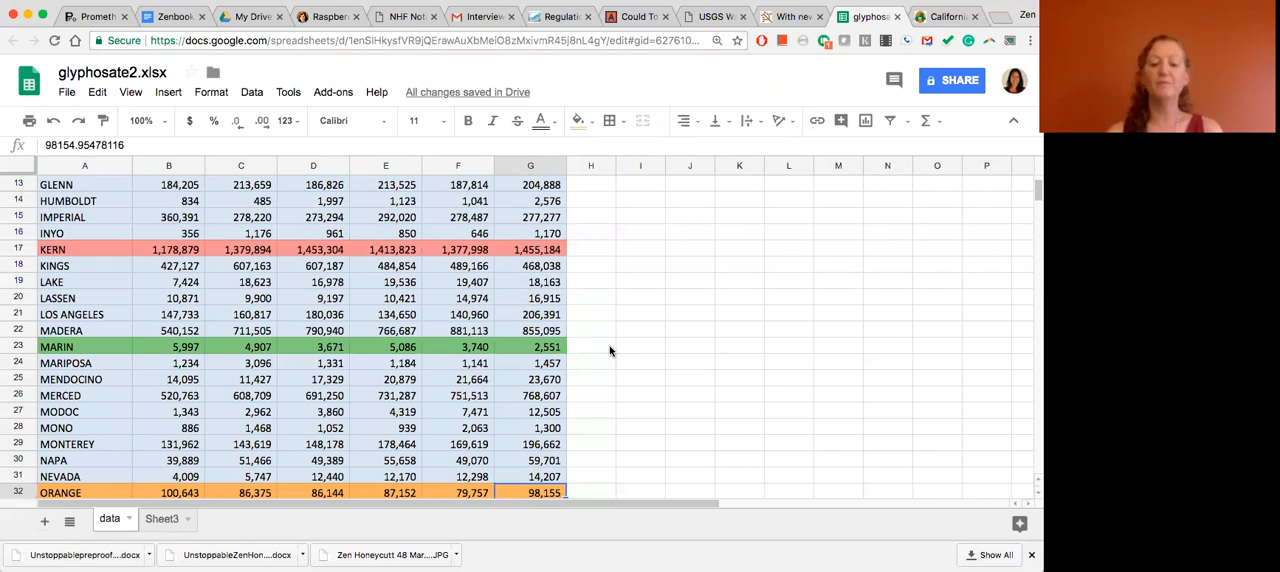 Prometh Zenbook My Drive Raspberr NHF Not Interview Regulatio Could To USGS W With new glyphosa California Zen
Secure https://docs.google.com/spreadsheets/d/1enSlHkysfVR9jQErawAuXbMeiO8zMxivmR45j8nL4gY/edit#gid=627610...
glyphosate2.xlsx
SHARE
File Edit View Insert Format Data Tools Add-ons Help All changes saved in Drive
100% $ % .0 .00 123 Calibri 11 B I S A Σ
fx 98154.95478116
A B C D E F G H I J K L M N O P
13 GLENN 184,205 213,659 186,826 213,525 187,814 204,888
14 HUMBOLDT 834 485 1,997 1,123 1,041 2,576
15 IMPERIAL 360,391 278,220 273,294 292,020 278,487 277,277
16 INYO 356 1,176 961 850 646 1,170
17 KERN 1,178,879 1,379,894 1,453,304 1,413,823 1,377,998 1,455,184
18 KINGS 427,127 607,163 607,187 484,854 489,166 468,038
19 LAKE 7,424 18,623 16,978 19,536 19,407 18,163
20 LASSEN 10,871 9,900 9,197 10,421 14,974 16,915
21 LOS ANGELES 147,733 160,817 180,036 134,650 140,960 206,391
22 MADERA 540,152 711,505 790,940 766,687 881,113 855,095
23 MARIN 5,997 4,907 3,671 5,086 3,740 2,551
24 MARIPOSA 1,234 3,096 1,331 1,184 1,141 1,457
25 MENDOCINO 14,095 11,427 17,329 20,879 21,664 23,670
26 MERCED 520,763 608,709 691,250 731,287 751,513 768,607
27 MODOC 1,343 2,962 3,860 4,319 7,471 12,505
28 MONO 886 1,468 1,052 939 2,063 1,300
29 MONTEREY 131,962 143,619 148,178 178,464 169,619 196,662
30 NAPA 39,889 51,466 49,389 55,658 49,070 59,701
31 NEVADA 4,009 5,747 12,440 12,170 12,298 14,207
32 ORANGE 100,643 86,375 86,144 87,152 79,757 98,155
data Sheet3
Unstoppablepreproof....docx UnstoppableZenHon....docx Zen Honeycutt 48 Mar....JPG Show All